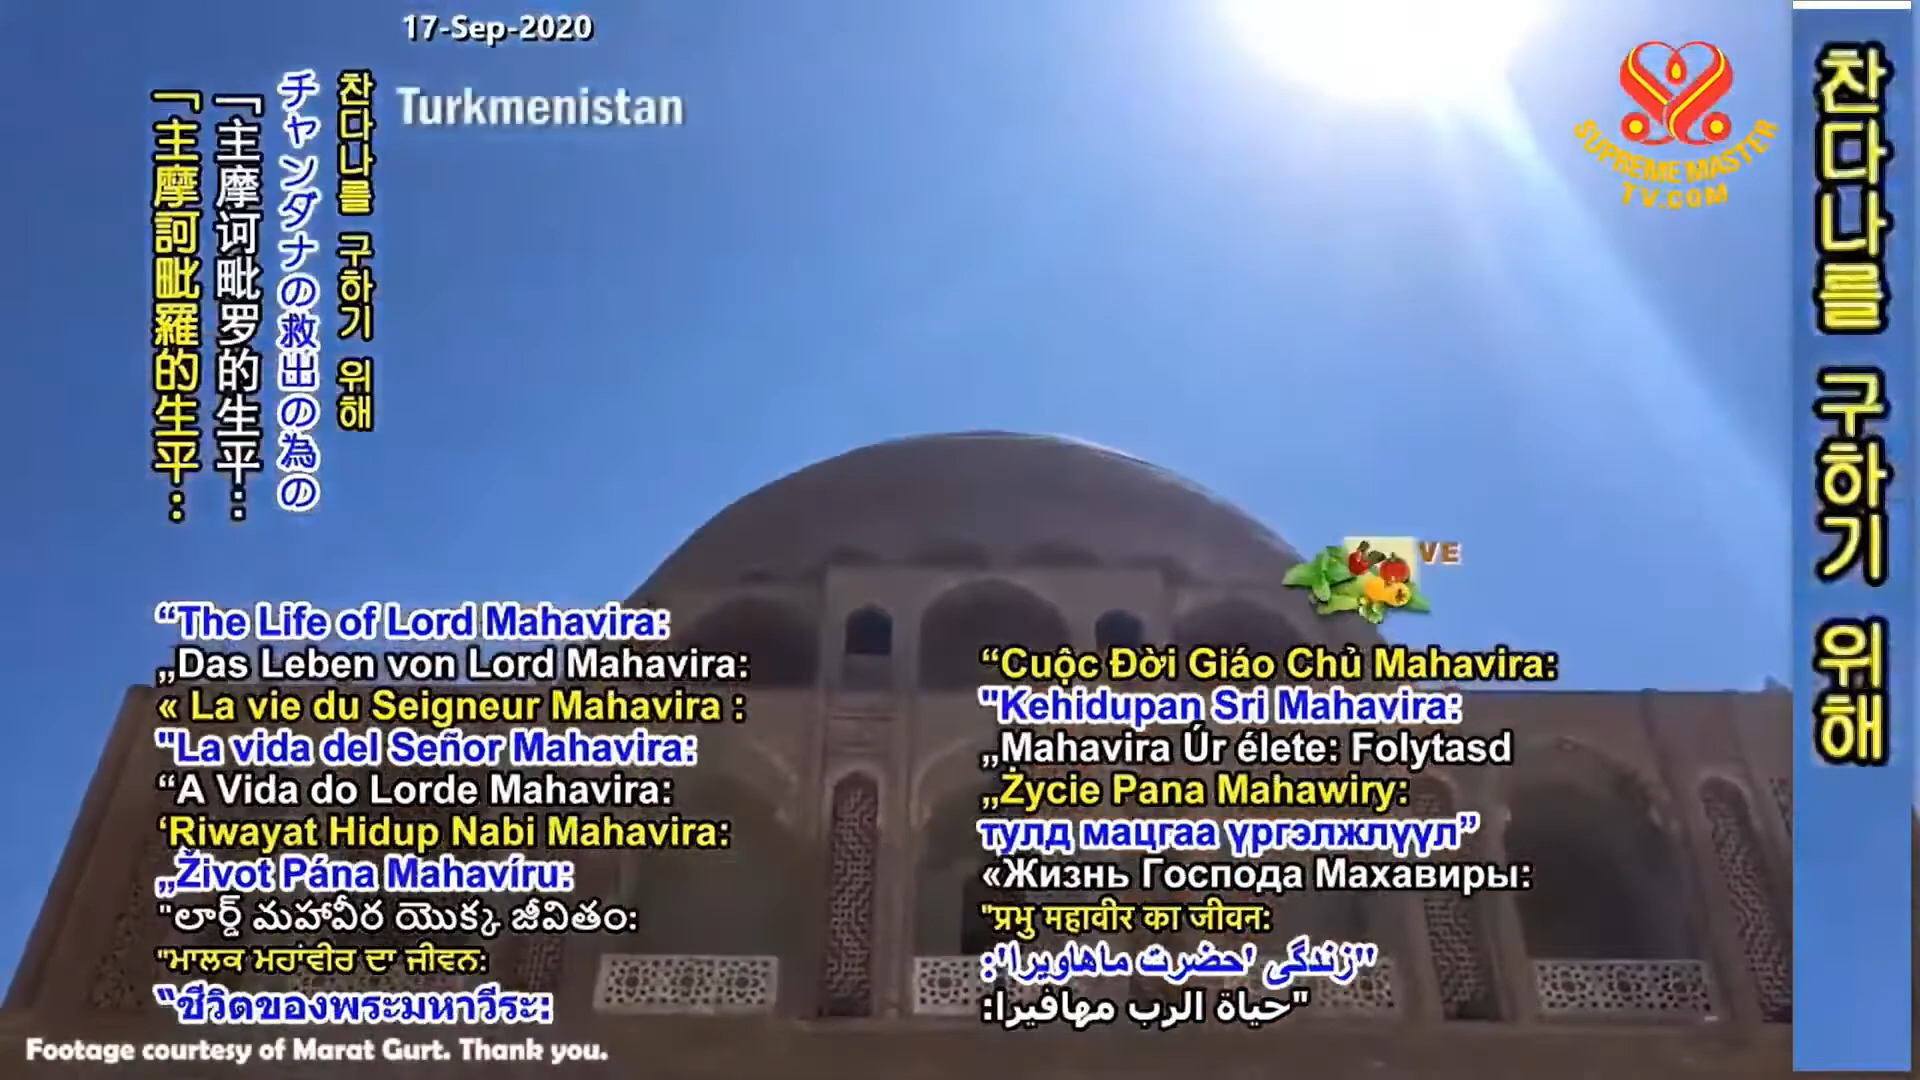 17-Sep-2020
Turkmenistan
SUPREME MASTER
TV.COM
찬다나를 구하기 위해
찬다나를 구하기 위해
チャンダナの救出の為の
「主摩诃毗罗的生平：
「主摩訶毗羅的生平：
VE
“The Life of Lord Mahavira:
„Das Leben von Lord Mahavira:
« La vie du Seigneur Mahavira :
"La vida del Señor Mahavira:
“A Vida do Lorde Mahavira:
‘Riwayat Hidup Nabi Mahavira:
„Život Pána Mahavíru:
"లార్డ్ మహావీర యొక్క జీవితం:
"ਮਾਲਕ ਮਹਾਂਵੀਰ ਦਾ ਜੀਵਨ:
“ชีวิตของพระมหาวีระ:
“Cuộc Đời Giáo Chủ Mahavira:
"Kehidupan Sri Mahavira:
„Mahavira Úr élete: Folytasd
„Życie Pana Mahawiry:
тулд мацгаа үргэлжлүүл”
«Жизнь Господа Махавиры:
"प्रभु महावीर का जीवन:
"زندگی 'حضرت ماهاویرا':
"حياة الرب مهافيرا:
Footage courtesy of Marat Gurt. Thank you.